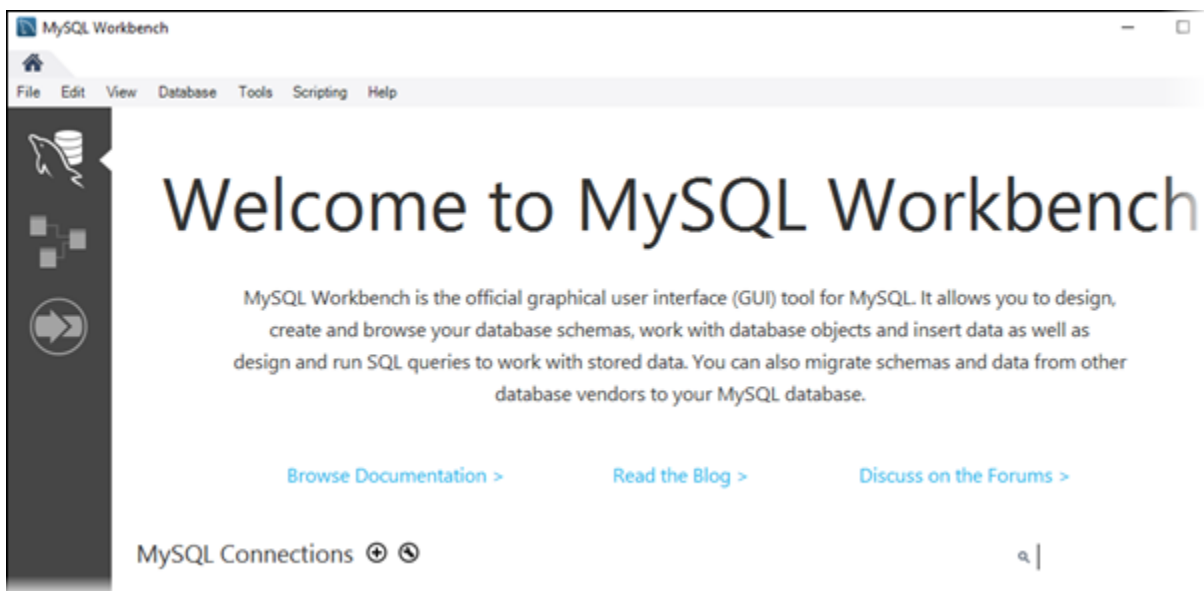 MySQL Workbench
File Edit View Database Tools Scripting Help
Welcome to MySQL Workbench
MySQL Workbench is the official graphical user interface (GUI) tool for MySQL. It allows you to design,
create and browse your database schemas, work with database objects and insert data as well as
design and run SQL queries to work with stored data. You can also migrate schemas and data from other
database vendors to your MySQL database.
Browse Documentation > Read the Blog > Discuss on the Forums >
MySQL Connections